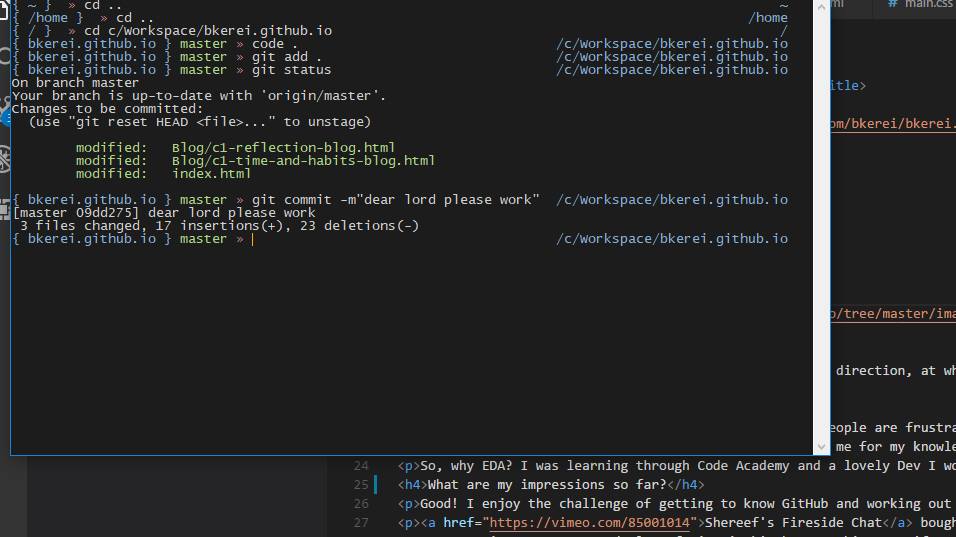 { ~ } » cd .. ~
{ /home } » cd .. /home
{ / } » cd c/Workspace/bkerei.github.io /
{ bkerei.github.io } master » code . /c/Workspace/bkerei.github.io
{ bkerei.github.io } master » git add . /c/Workspace/bkerei.github.io
{ bkerei.github.io } master » git status /c/Workspace/bkerei.github.io
On branch master
Your branch is up-to-date with 'origin/master'.
Changes to be committed:
(use "git reset HEAD <file>..." to unstage)
modified: Blog/c1-reflection-blog.html
modified: Blog/c1-time-and-habits-blog.html
modified: index.html
{ bkerei.github.io } master » git commit -m"dear lord please work" /c/Workspace/bkerei.github.io
[master 09dd275] dear lord please work
3 files changed, 17 insertions(+), 23 deletions(-)
{ bkerei.github.io } master » /c/Workspace/bkerei.github.io
ml # main.css
itle>
om/bkerei/bkerei.
o/tree/master/ima
direction, at wh
eople are frustra
me for my knowle
24 <p>So, why EDA? I was learning through Code Academy and a lovely Dev I wo
25 <h4>What are my impressions so far?</h4>
26 <p>Good! I enjoy the challenge of getting to know GitHub and working out
27 <p><a href="https://vimeo.com/85001014">Shereef's Fireside Chat</a> boug